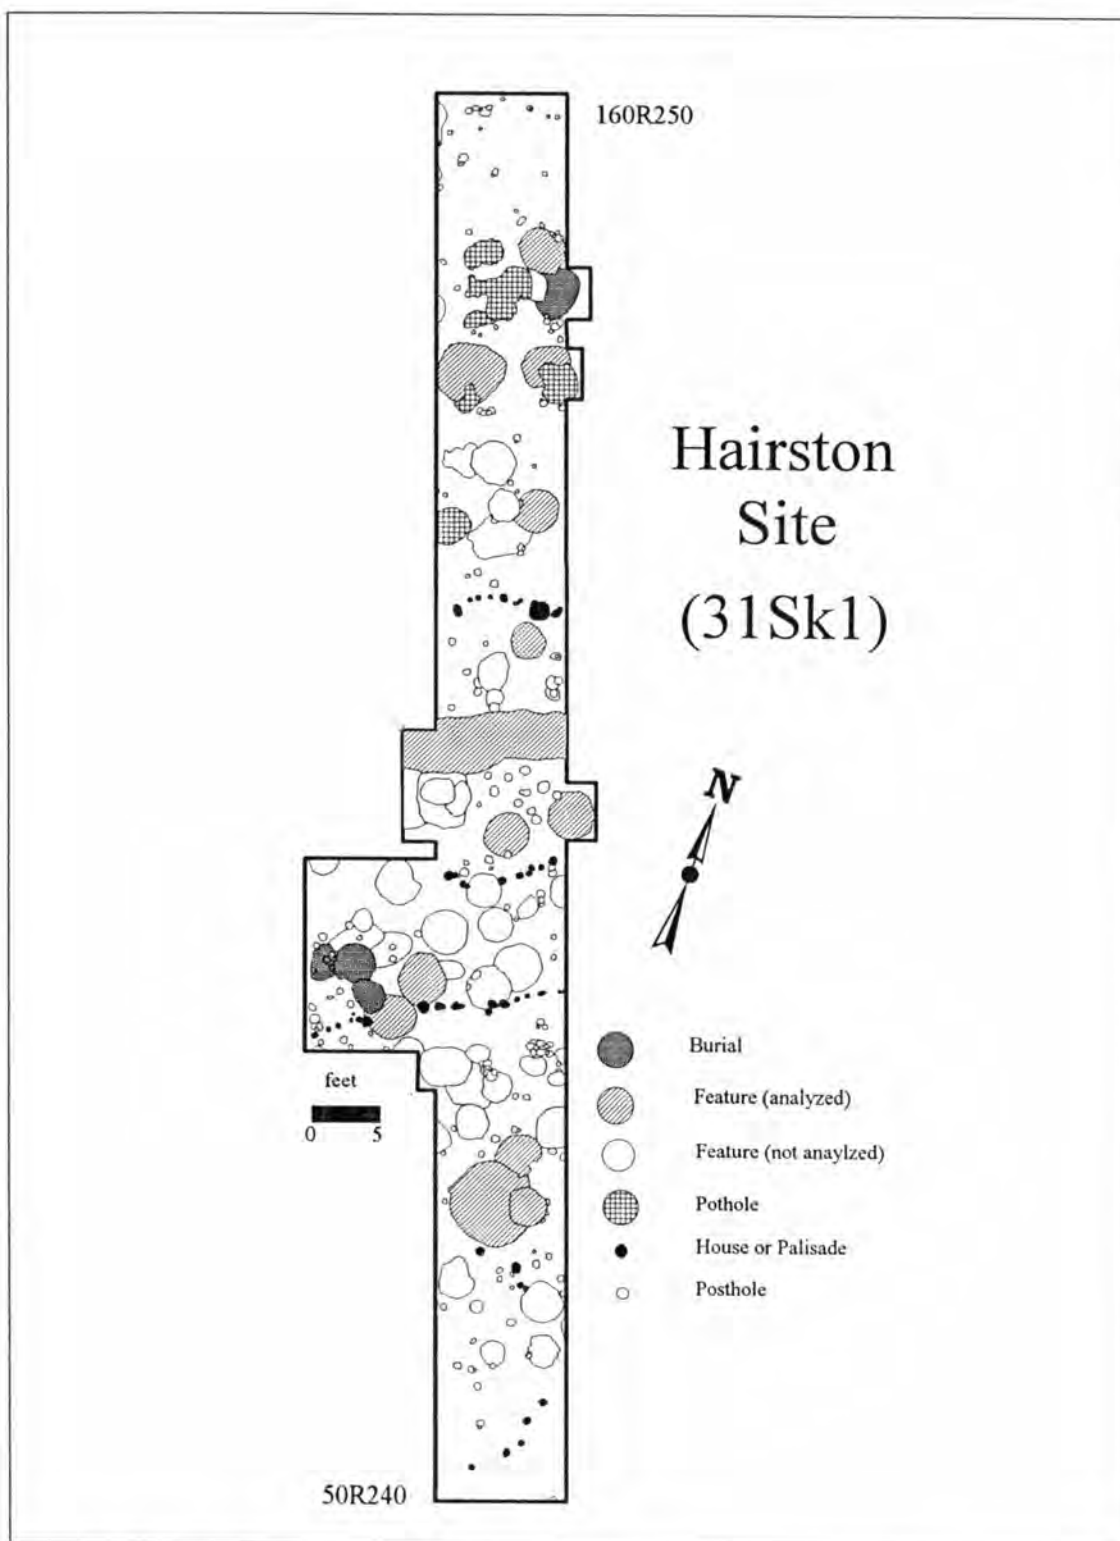 160R250
Hairston
Site
(31Sk1)
N
feet
0 5
Burial
Feature (analyzed)
Feature (not anaylzed)
Pothole
House or Palisade
Posthole
50R240